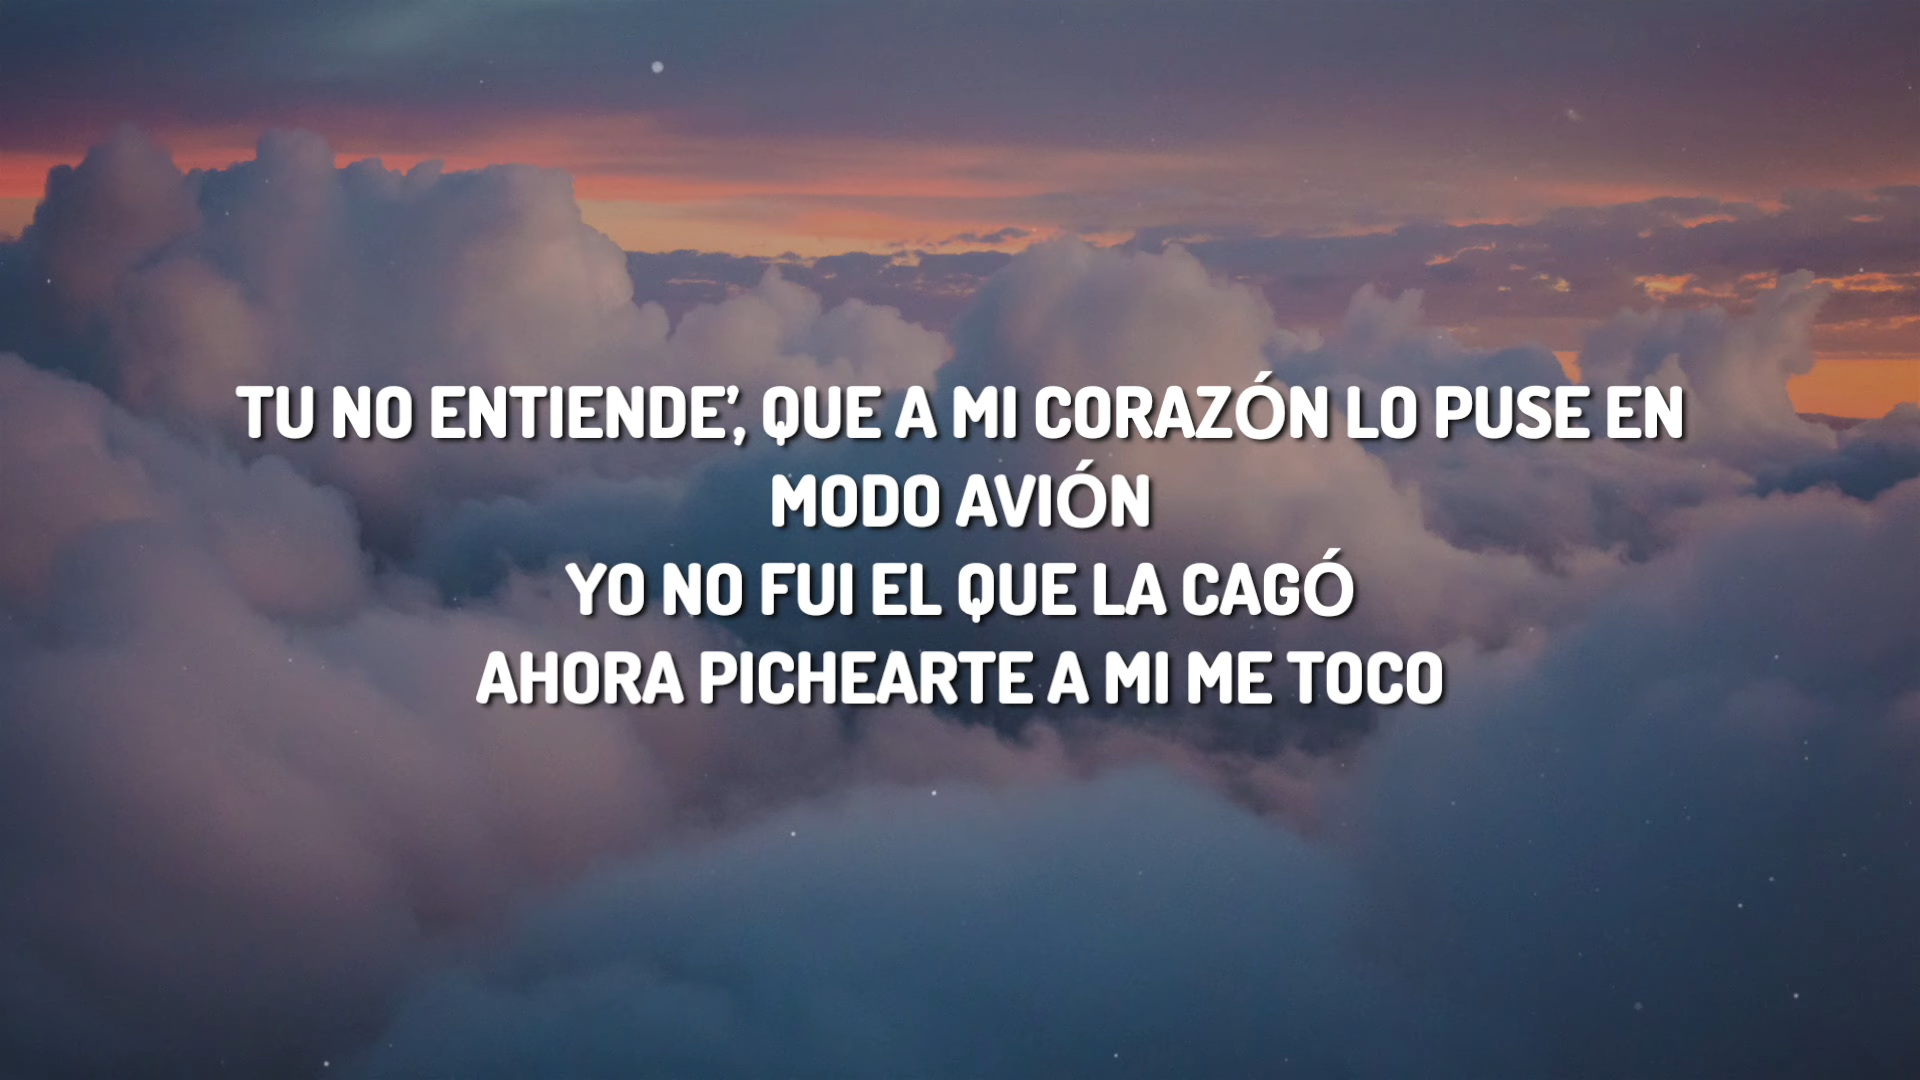 TU NO ENTIENDE’, QUE A MI CORAZÓN LO PUSE EN
MODO AVIÓN
YO NO FUI EL QUE LA CAGÓ
AHORA PICHEARTE A MI ME TOCO